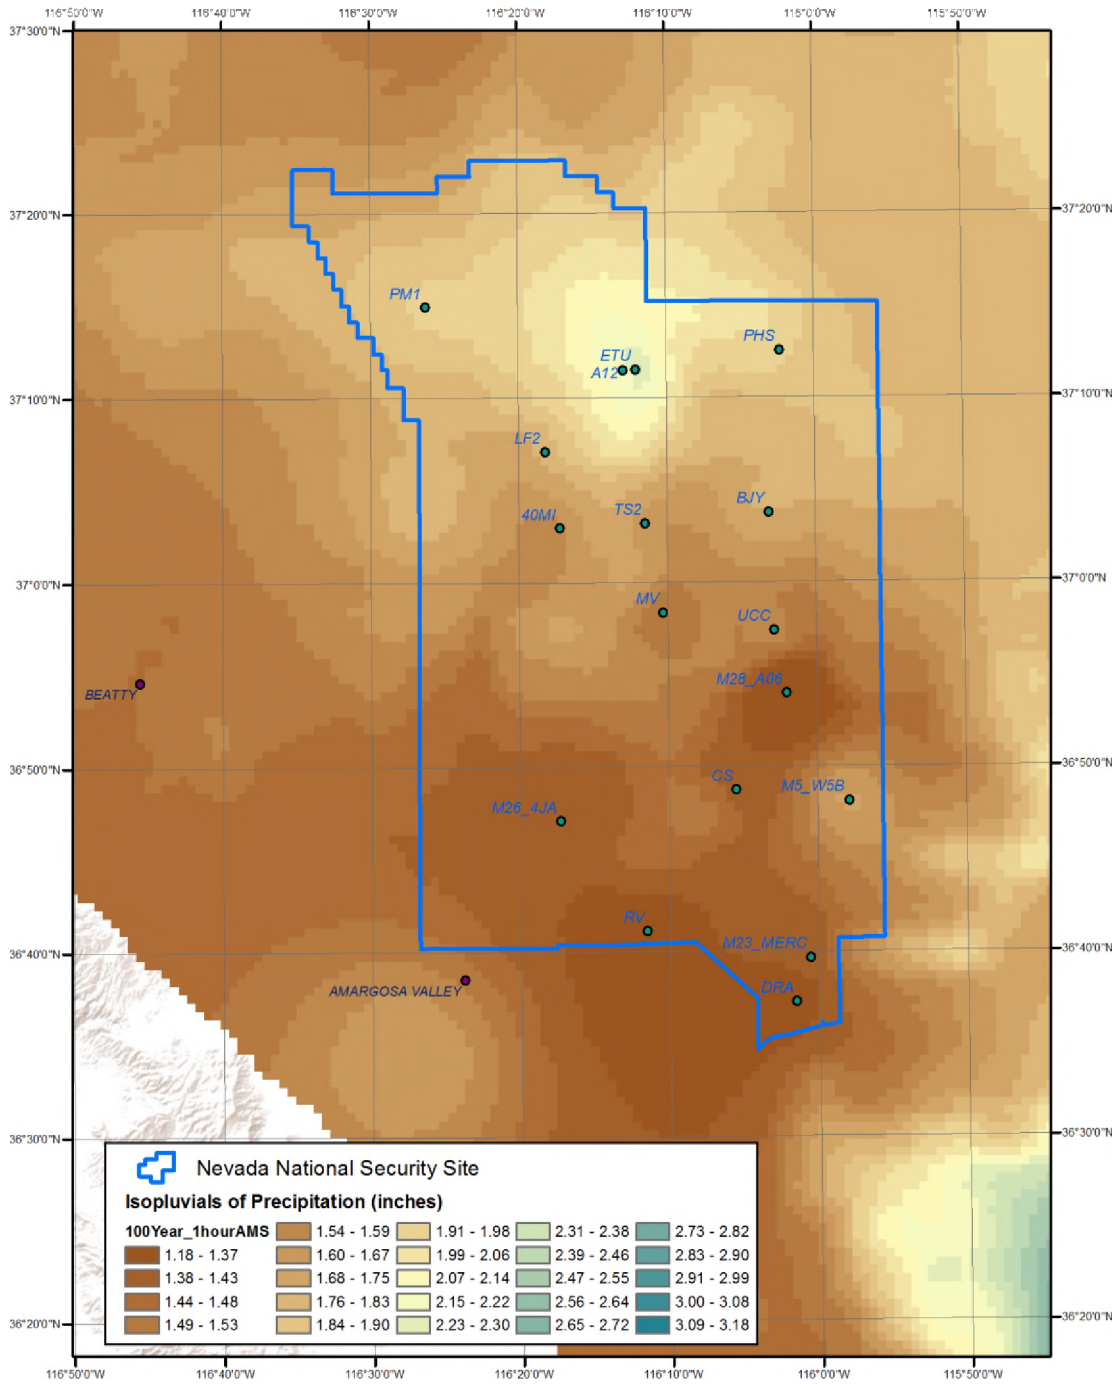 116°50'0"W 116°40'0"W 116°30'0"W 116°20'0"W 116°10'0"W 116°0'0"W 115°50'0"W
37°30'0"N
37°20'0"N 37°20'0"N
PM1
PHS
ETU
A12
37°10'0"N 37°10'0"N
LF2
BJY
TS2
40MI
37°0'0"N 37°0'0"N
MV
UCC
M28_A06
BEATTY
36°50'0"N 36°50'0"N
CS
M5_W5B
M26_4JA
RV
M23_MERC
36°40'0"N 36°40'0"N
DRA
AMARGOSA VALLEY
36°30'0"N 36°30'0"N
Nevada National Security Site
Isopluvials of Precipitation (inches)
100Year_1hourAMS 1.54 - 1.59 1.91 - 1.98 2.31 - 2.38 2.73 - 2.82
1.18 - 1.37 1.60 - 1.67 1.99 - 2.06 2.39 - 2.46 2.83 - 2.90
1.38 - 1.43 1.68 - 1.75 2.07 - 2.14 2.47 - 2.55 2.91 - 2.99
1.44 - 1.48 1.76 - 1.83 2.15 - 2.22 2.56 - 2.64 3.00 - 3.08
1.49 - 1.53 1.84 - 1.90 2.23 - 2.30 2.65 - 2.72 3.09 - 3.18
36°20'0"N 36°20'0"N
116°50'0"W 116°40'0"W 116°30'0"W 116°20'0"W 116°10'0"W 116°0'0"W 115°50'0"W